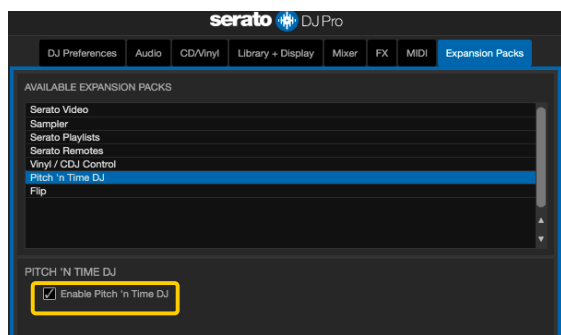 serato DJ Pro
DJ Preferences Audio CD/Vinyl Library + Display Mixer FX MIDI Expansion Packs
AVAILABLE EXPANSION PACKS
Serato Video
Sampler
Serato Playlists
Serato Remotes
Vinyl / CDJ Control
Pitch 'n Time DJ
Flip
PITCH 'N TIME DJ
Enable Pitch 'n Time DJ